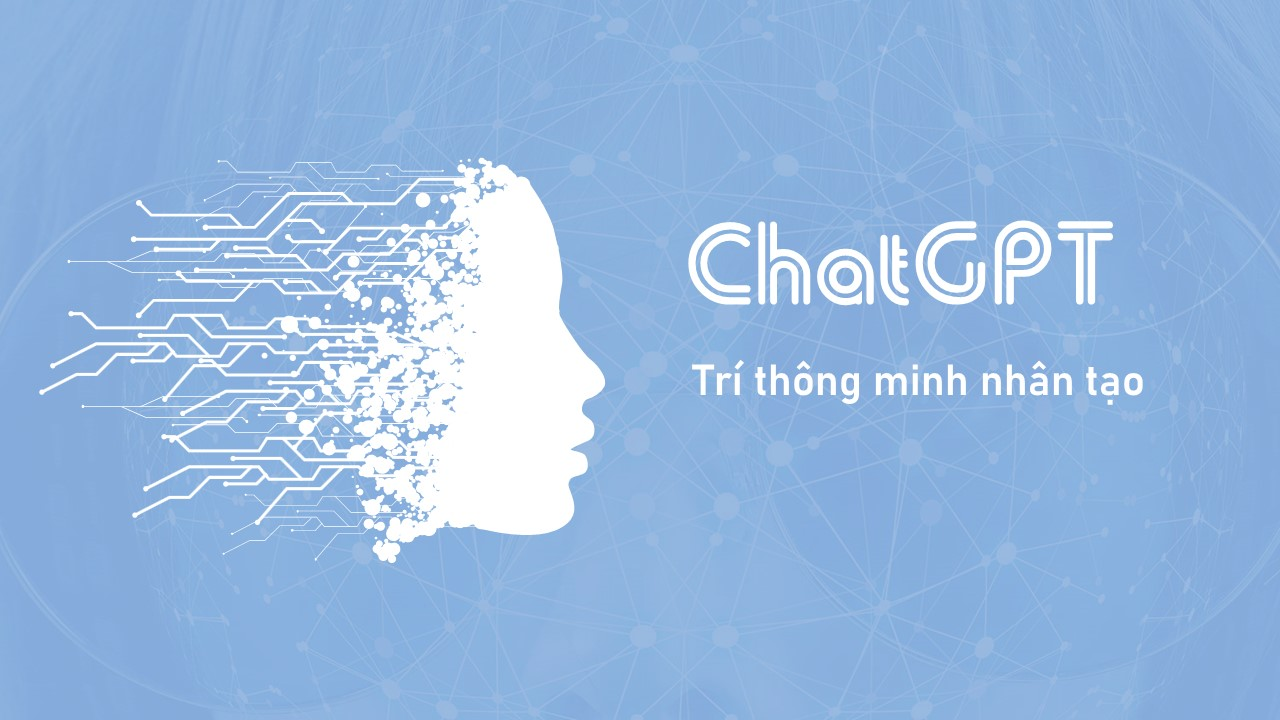 ChatGPT
Trí thông minh nhân tạo